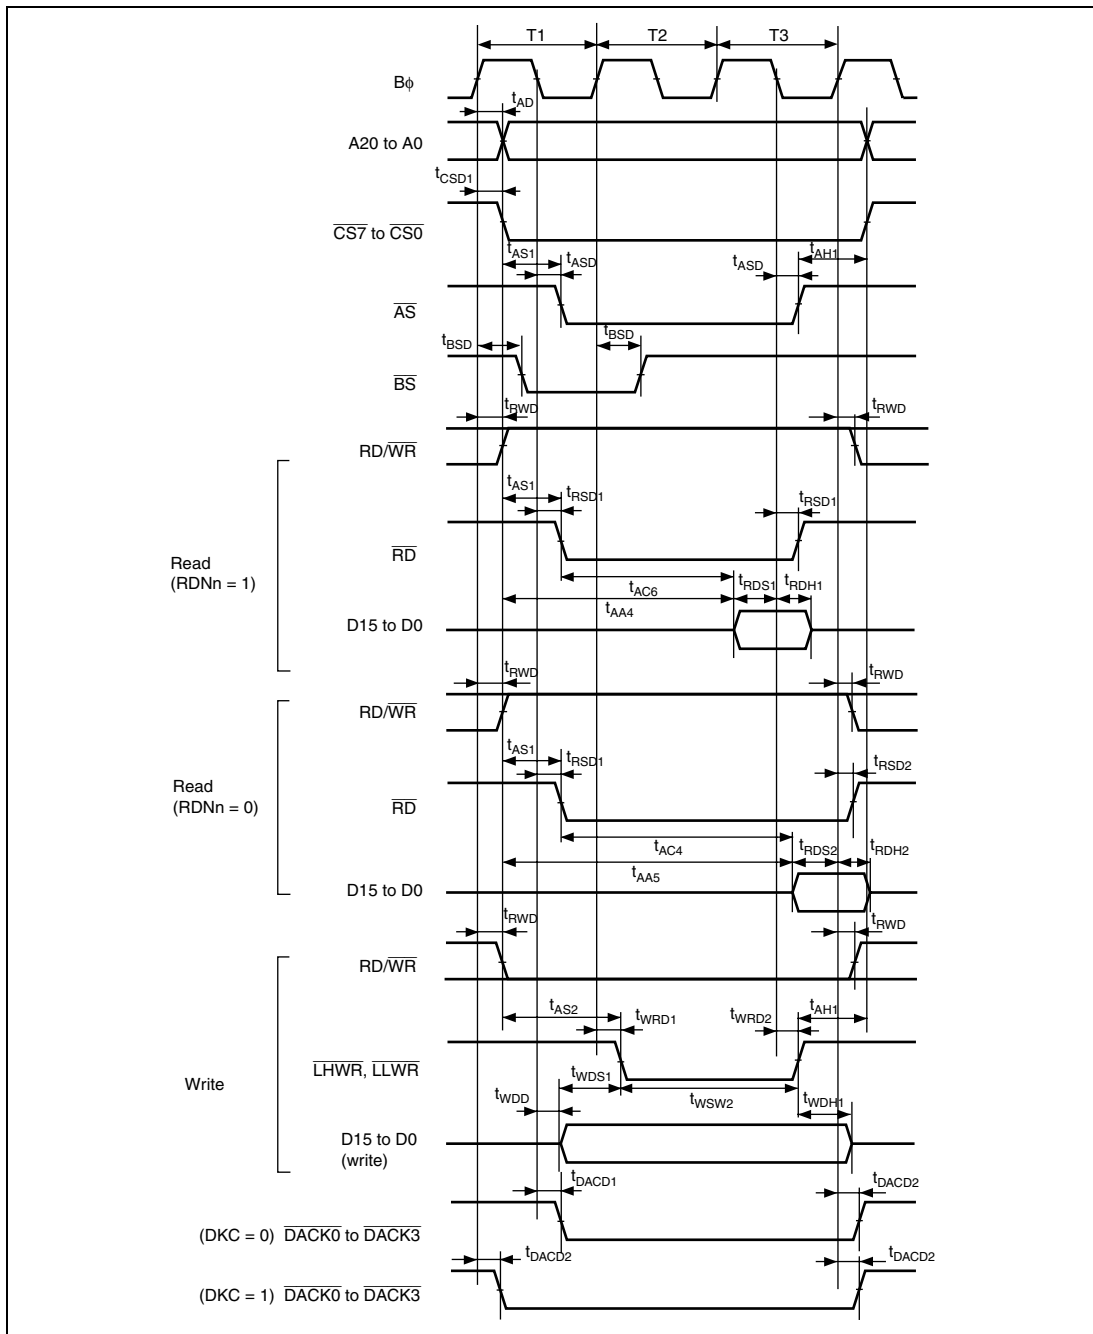 T1 T2 T3
Bφ
tAD
A20 to A0
tCSD1
CS7 to CS0
tAS1 tASD tASD tAH1
AS
tBSD tBSD
BS
tRWD tRWD
RD/WR
tAS1 tRSD1 tRSD1
RD
Read
(RDNn = 1)
tAC6 tRDS1 tRDH1
tAA4
D15 to D0
tRWD tRWD
RD/WR
tAS1 tRSD1 tRSD2
Read
(RDNn = 0)
RD
tAC4 tRDS2 tRDH2
tAA5
D15 to D0
tRWD tRWD
RD/WR
tAS2 tWRD1 tWRD2 tAH1
LHWR, LLWR
Write
tWDS1
tWDD tWSW2 tWDH1
D15 to D0
(write)
tDACD1 tDACD2
(DKC = 0) DACK0 to DACK3
tDACD2 tDACD2
(DKC = 1) DACK0 to DACK3